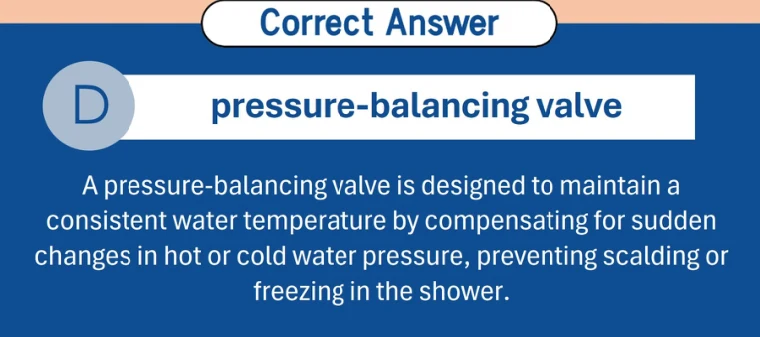 Correct Answer
D
pressure-balancing valve
A pressure-balancing valve is designed to maintain a
consistent water temperature by compensating for sudden
changes in hot or cold water pressure, preventing scalding or
freezing in the shower.